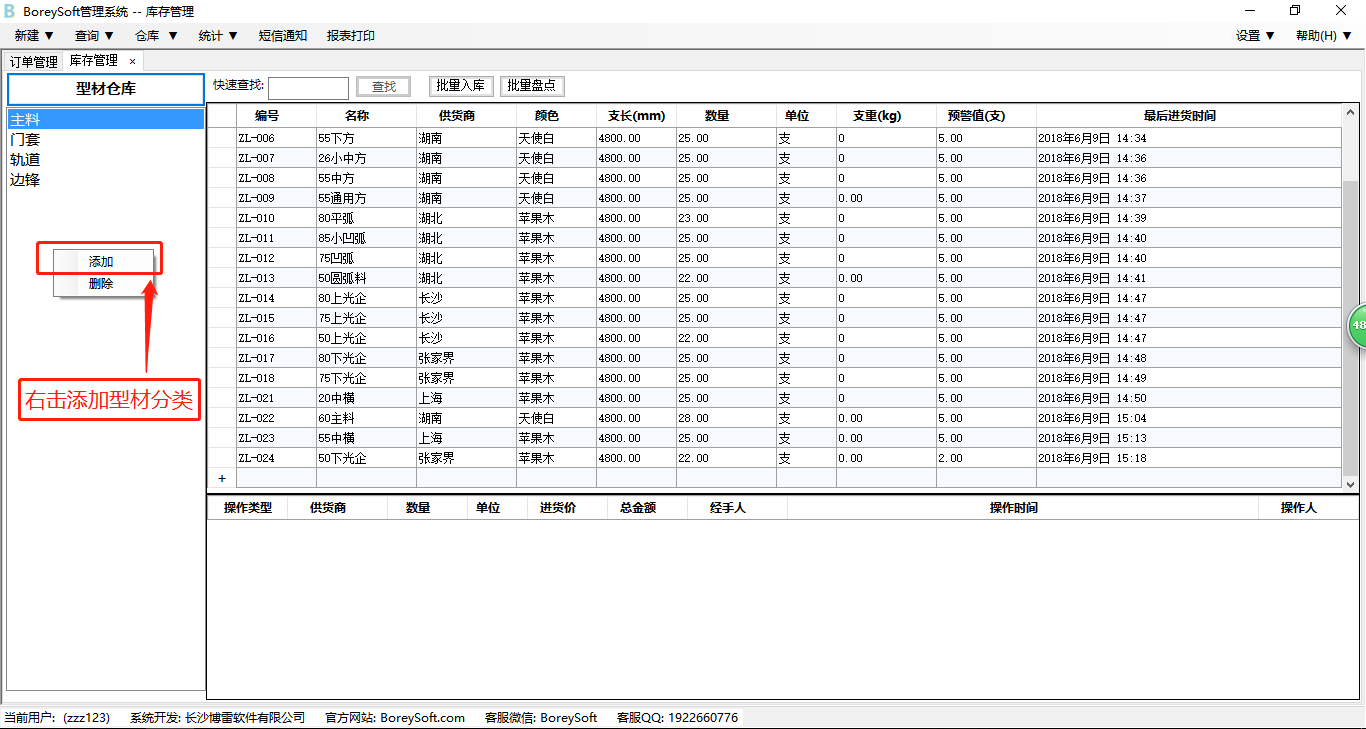 BoreySoft管理系统 -- 库存管理
新建 ▼ 查询 ▼ 仓库 ▼ 统计 ▼ 短信通知 报表打印 设置 ▼ 帮助(H) ▼
订单管理 库存管理 ×
型材仓库 快速查找: 查找 批量入库 批量盘点
主料
门套
轨道
边锋
添加
删除
右击添加型材分类
编号 名称 供货商 颜色 支长(mm) 数量 单位 支重(kg) 预警值(支) 最后进货时间
ZL-006 55下方 湖南 天使白 4800.00 25.00 支 0 5.00 2018年6月9日 14:34
ZL-007 26小中方 湖南 天使白 4800.00 25.00 支 0 5.00 2018年6月9日 14:36
ZL-008 55中方 湖南 天使白 4800.00 25.00 支 0 5.00 2018年6月9日 14:36
ZL-009 55通用方 湖南 天使白 4800.00 25.00 支 0.00 5.00 2018年6月9日 14:37
ZL-010 80平弧 湖北 苹果木 4800.00 23.00 支 0 5.00 2018年6月9日 14:39
ZL-011 85小凹弧 湖北 苹果木 4800.00 25.00 支 0 5.00 2018年6月9日 14:40
ZL-012 75凹弧 湖北 苹果木 4800.00 25.00 支 0 5.00 2018年6月9日 14:40
ZL-013 50圆弧料 湖北 苹果木 4800.00 22.00 支 0.00 5.00 2018年6月9日 14:41
ZL-014 80上光企 长沙 苹果木 4800.00 25.00 支 0 5.00 2018年6月9日 14:47
ZL-015 75上光企 长沙 苹果木 4800.00 25.00 支 0 5.00 2018年6月9日 14:47
ZL-016 50上光企 长沙 苹果木 4800.00 22.00 支 0 5.00 2018年6月9日 14:47
ZL-017 80下光企 张家界 苹果木 4800.00 25.00 支 0 5.00 2018年6月9日 14:48
ZL-018 75下光企 张家界 苹果木 4800.00 25.00 支 0 5.00 2018年6月9日 14:49
ZL-021 20中横 上海 苹果木 4800.00 25.00 支 0 5.00 2018年6月9日 14:50
ZL-022 60主料 湖南 天使白 4800.00 28.00 支 0.00 5.00 2018年6月9日 15:04
ZL-023 55中横 上海 苹果木 4800.00 25.00 支 0.00 5.00 2018年6月9日 15:13
ZL-024 50下光企 张家界 苹果木 4800.00 22.00 支 0.00 2.00 2018年6月9日 15:18
+
48
操作类型 供货商 数量 单位 进货价 总金额 经手人 操作时间 操作人
当前用户: (zzz123) 系统开发: 长沙博雷软件有限公司 官方网站: BoreySoft.com 客服微信: BoreySoft 客服QQ: 1922660776